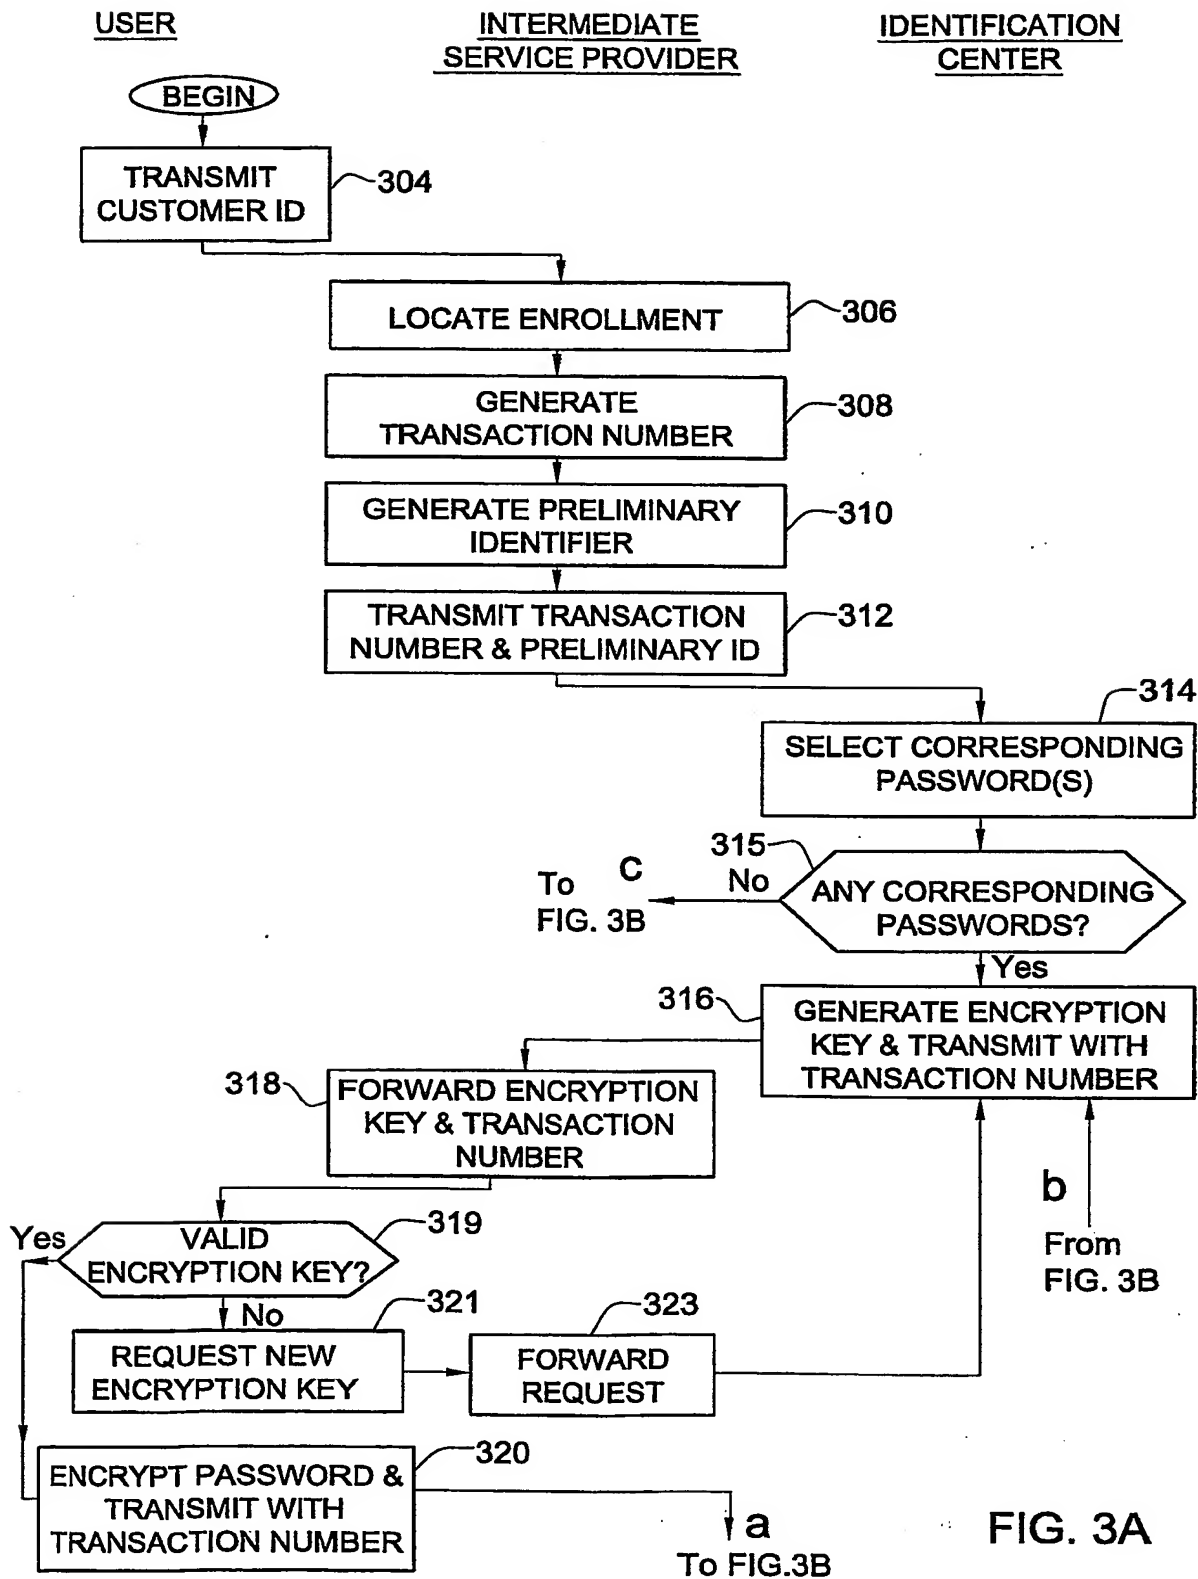 USER
INTERMEDIATE
SERVICE PROVIDER
IDENTIFICATION
CENTER
BEGIN
TRANSMIT
CUSTOMER ID
304
LOCATE ENROLLMENT
306
GENERATE
TRANSACTION NUMBER
308
GENERATE PRELIMINARY
IDENTIFIER
310
TRANSMIT TRANSACTION
NUMBER & PRELIMINARY ID
312
314
SELECT CORRESPONDING
PASSWORD(S)
315
ANY CORRESPONDING
PASSWORDS?
No
c
To
FIG. 3B
Yes
316
GENERATE ENCRYPTION
KEY & TRANSMIT WITH
TRANSACTION NUMBER
318
FORWARD ENCRYPTION
KEY & TRANSACTION
NUMBER
b
From
FIG. 3B
319
Yes
VALID
ENCRYPTION KEY?
No
321
REQUEST NEW
ENCRYPTION KEY
323
FORWARD
REQUEST
320
ENCRYPT PASSWORD &
TRANSMIT WITH
TRANSACTION NUMBER
a
To FIG.3B
FIG. 3A